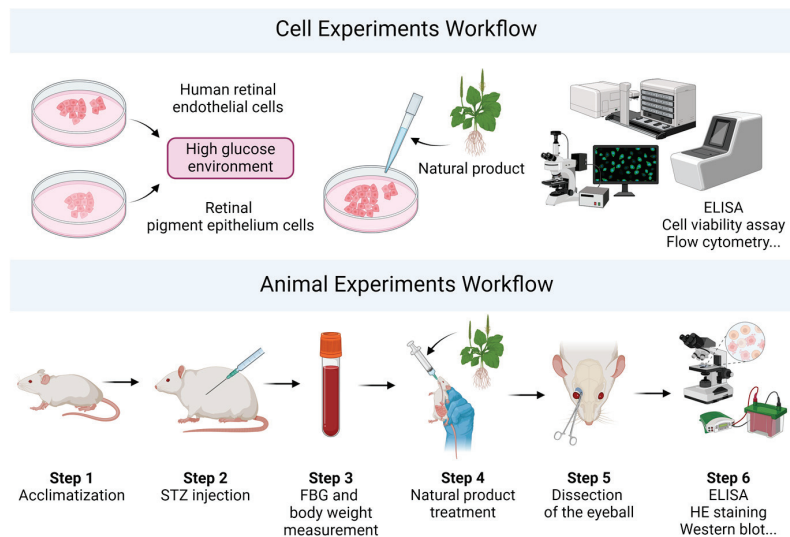 Cell Experiments Workflow
Human retinal
endothelial cells
High glucose
environment
Retinal
pigment epithelium cells
Natural product
ELISA
Cell viability assay
Flow cytometry...
Animal Experiments Workflow
Step 1
Acclimatization
Step 2
STZ injection
Step 3
FBG and
body weight
measurement
Step 4
Natural product
treatment
Step 5
Dissection
of the eyeball
Step 6
ELISA
HE staining
Western blot...